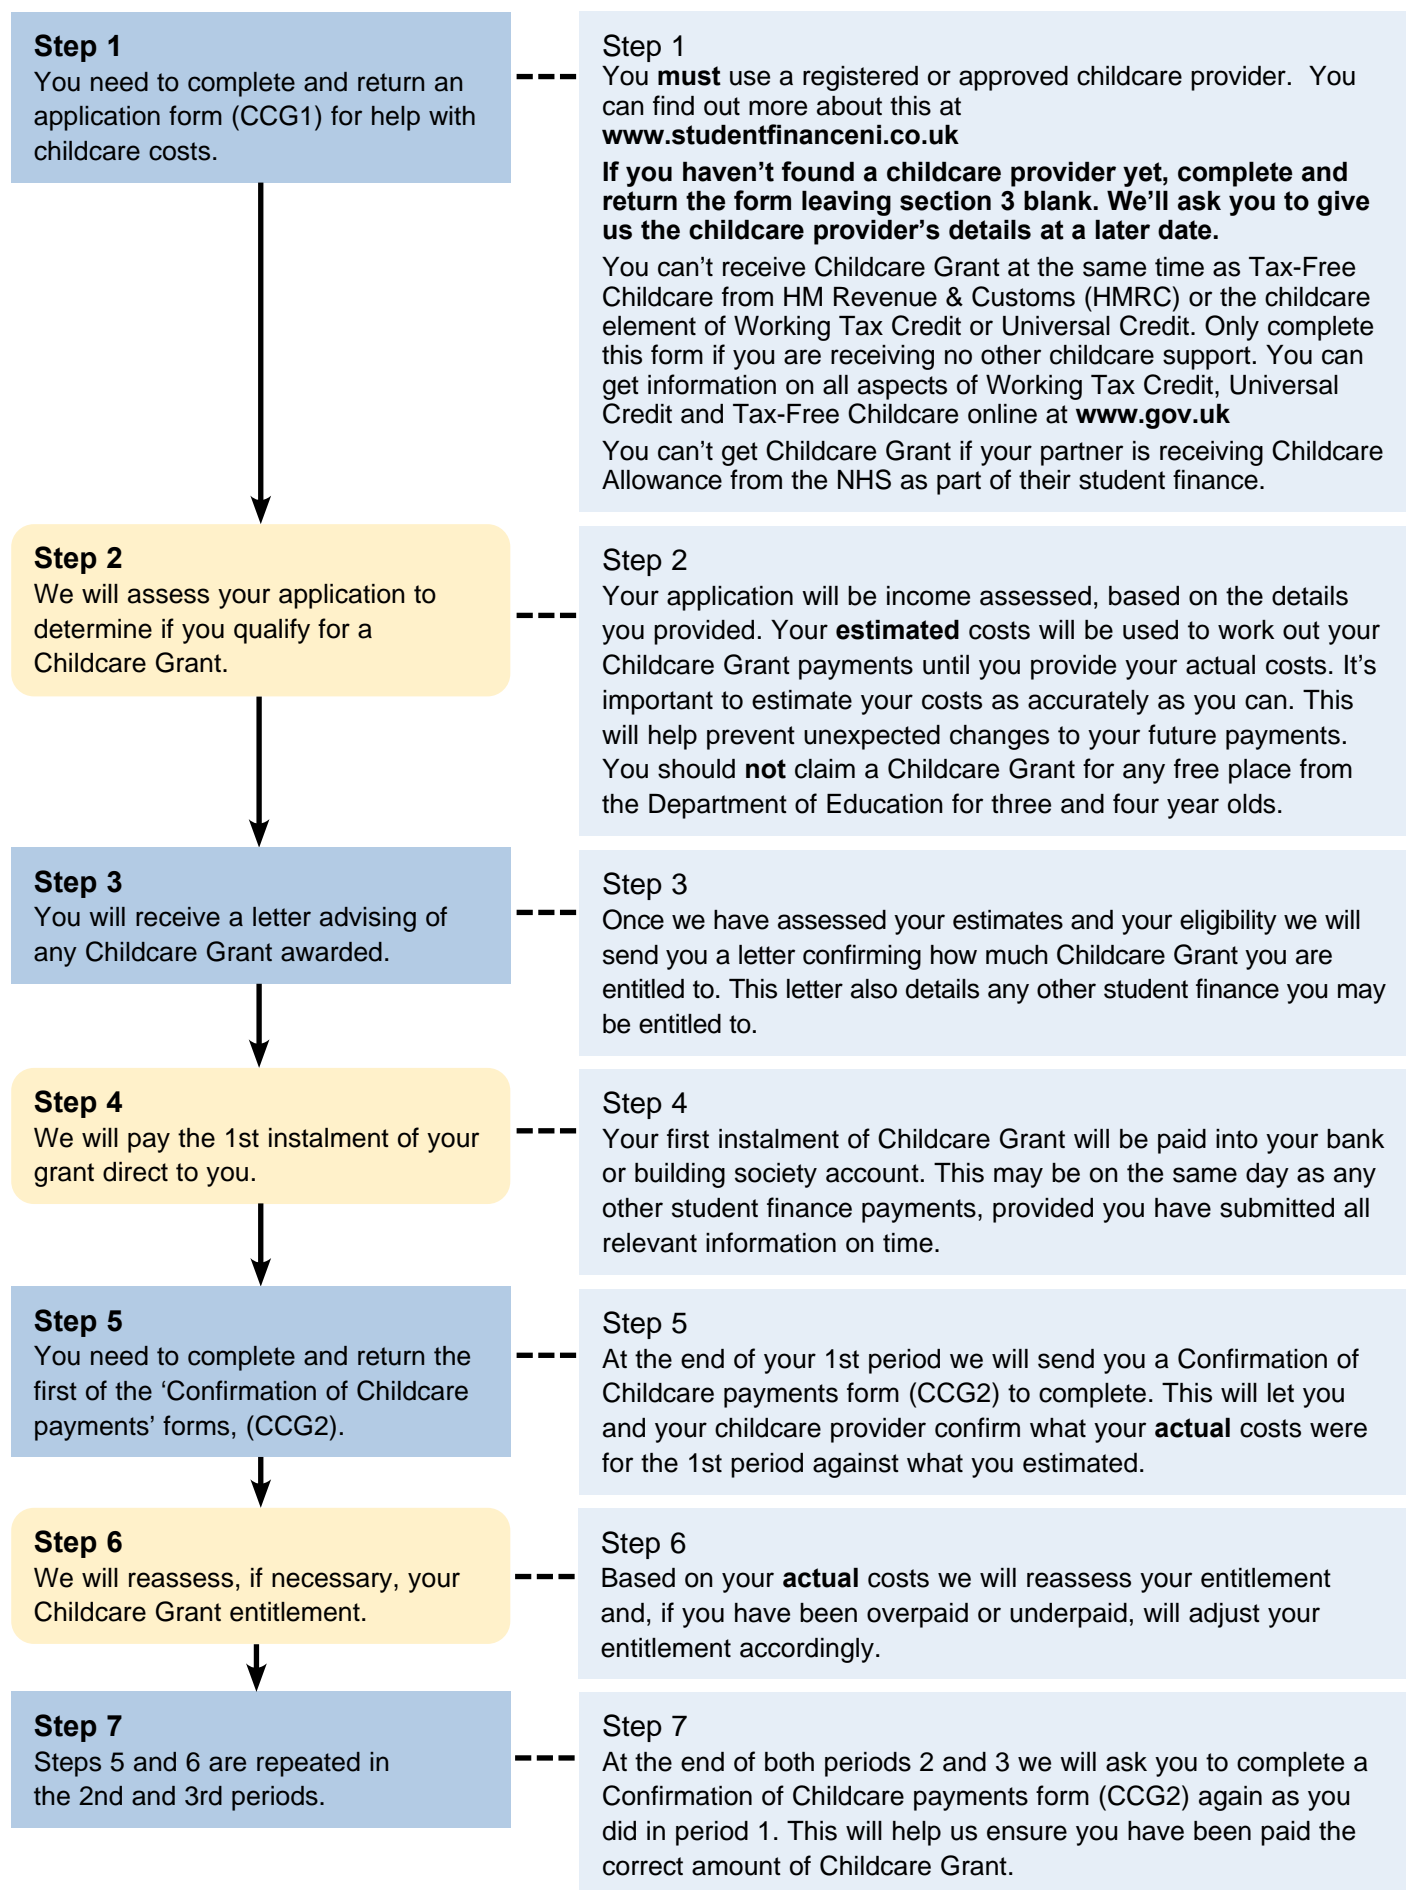 Step 1
You need to complete and return an
application form (CCG1) for help with
childcare costs.
Step 1
You must use a registered or approved childcare provider.  You
can find out more about this at
www.studentfinanceni.co.uk
If you haven’t found a childcare provider yet, complete and
return the form leaving section 3 blank. We’ll ask you to give
us the childcare provider’s details at a later date.
You can’t receive Childcare Grant at the same time as Tax-Free
Childcare from HM Revenue & Customs (HMRC) or the childcare
element of Working Tax Credit or Universal Credit. Only complete
this form if you are receiving no other childcare support. You can
get information on all aspects of Working Tax Credit, Universal
Credit and Tax-Free Childcare online at www.gov.uk
You can’t get Childcare Grant if your partner is receiving Childcare
Allowance from the NHS as part of their student finance.
Step 2
We will assess your application to
determine if you qualify for a
Childcare Grant.
Step 2
Your application will be income assessed, based on the details
you provided. Your estimated costs will be used to work out your
Childcare Grant payments until you provide your actual costs. It’s
important to estimate your costs as accurately as you can. This
will help prevent unexpected changes to your future payments.
You should not claim a Childcare Grant for any free place from
the Department of Education for three and four year olds.
Step 3
You will receive a letter advising of
any Childcare Grant awarded.
Step 3
Once we have assessed your estimates and your eligibility we will
send you a letter confirming how much Childcare Grant you are
entitled to. This letter also details any other student finance you may
be entitled to.
Step 4
We will pay the 1st instalment of your
grant direct to you.
Step 4
Your first instalment of Childcare Grant will be paid into your bank
or building society account. This may be on the same day as any
other student finance payments, provided you have submitted all
relevant information on time.
Step 5
You need to complete and return the
first of the ‘Confirmation of Childcare
payments’ forms, (CCG2).
Step 5
At the end of your 1st period we will send you a Confirmation of
Childcare payments form (CCG2) to complete. This will let you
and your childcare provider confirm what your actual costs were
for the 1st period against what you estimated.
Step 6
We will reassess, if necessary, your
Childcare Grant entitlement.
Step 6
Based on your actual costs we will reassess your entitlement
and, if you have been overpaid or underpaid, will adjust your
entitlement accordingly.
Step 7
Steps 5 and 6 are repeated in
the 2nd and 3rd periods.
Step 7
At the end of both periods 2 and 3 we will ask you to complete a
Confirmation of Childcare payments form (CCG2) again as you
did in period 1. This will help us ensure you have been paid the
correct amount of Childcare Grant.